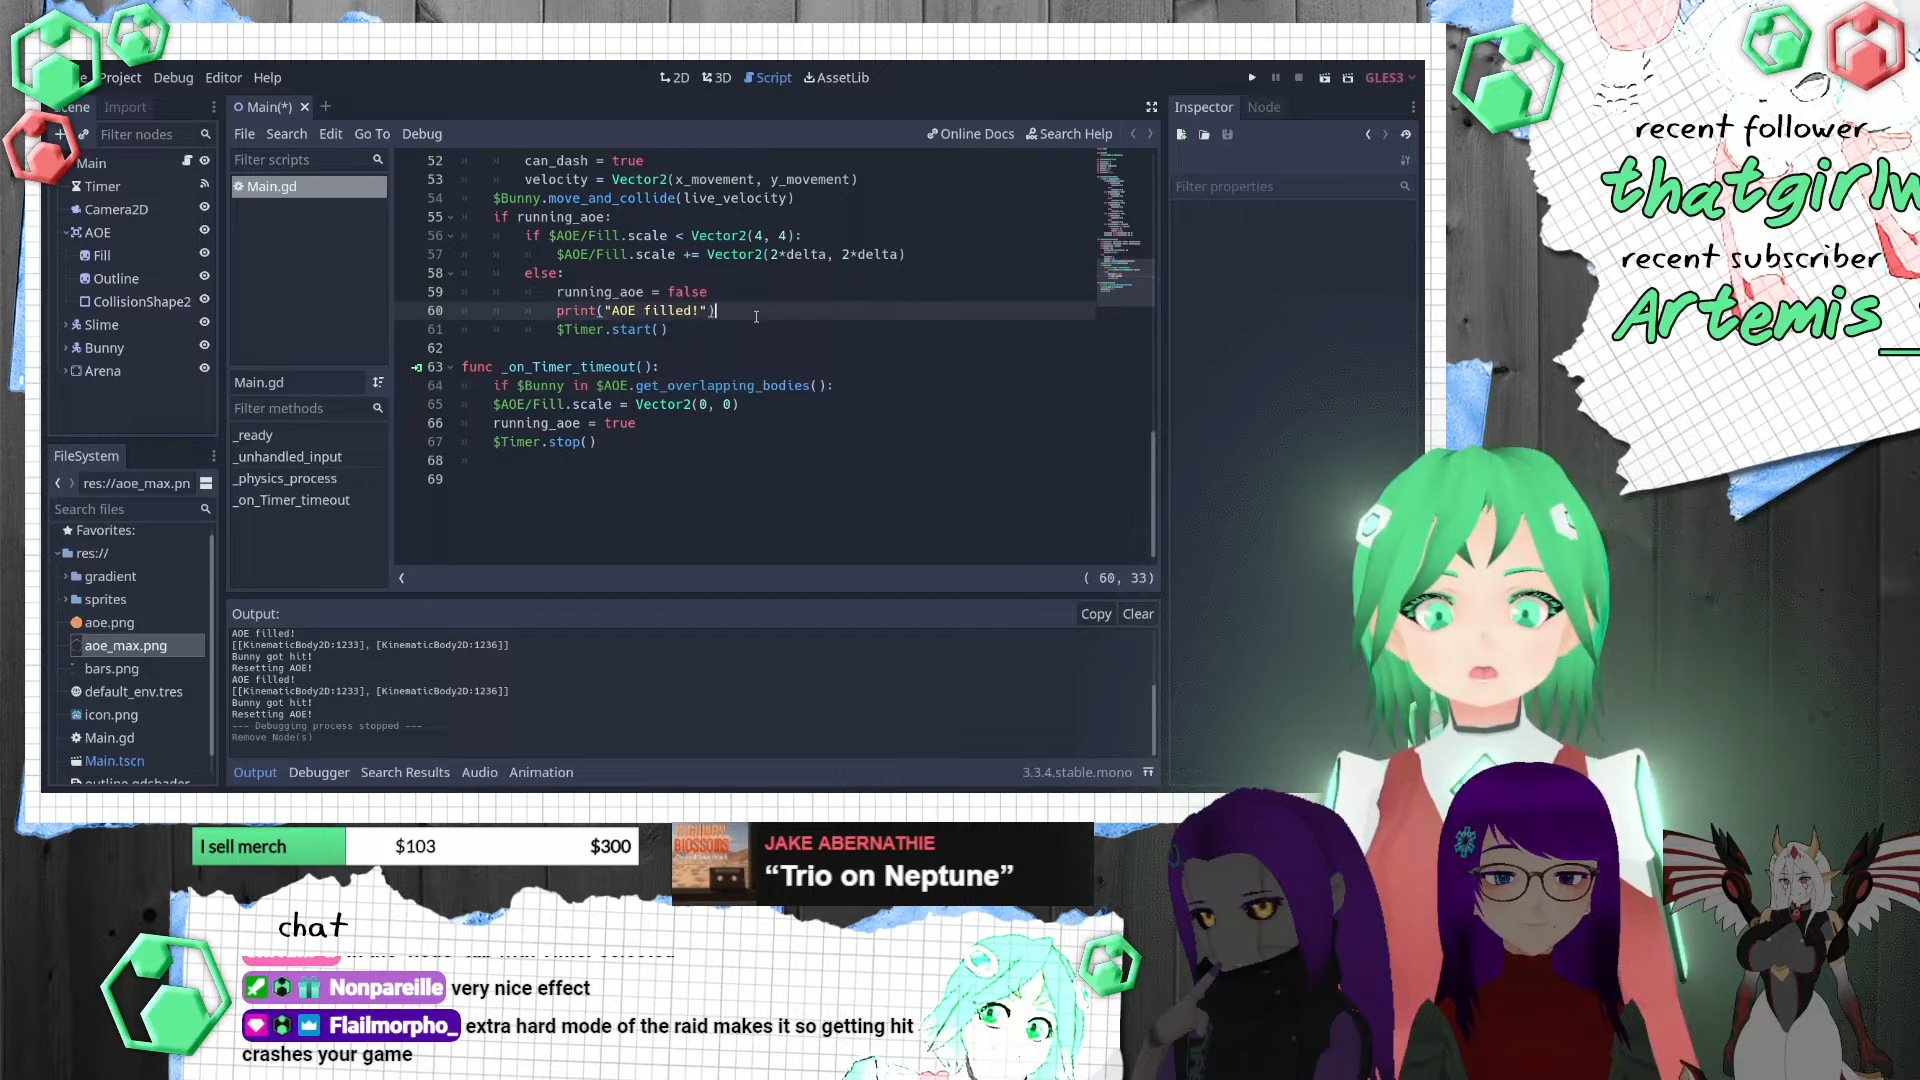 Project Debug Editor Help
2D 3D Script AssetLib
GLES3
Scene Import
Filter nodes
Main
Timer
Camera2D
AOE
Fill
Outline
CollisionShape2
Slime
Bunny
Arena
FileSystem
res://aoe_max.pn
Search files
Favorites:
res://
gradient
sprites
aoe.png
aoe_max.png
bars.png
default_env.tres
icon.png
Main.gd
Main.tscn
outline.gdshader
Main(*)
File Search Edit Go To Debug
Online Docs Search Help
Filter scripts
Main.gd
Main.gd
Filter methods
_ready
_unhandled_input
_physics_process
_on_Timer_timeout
52 can_dash = true
53 velocity = Vector2(x_movement, y_movement)
54 $Bunny.move_and_collide(live_velocity)
55 if running_aoe:
56 if $AOE/Fill.scale < Vector2(4, 4):
57 $AOE/Fill.scale += Vector2(2*delta, 2*delta)
58 else:
59 running_aoe = false
60 print("AOE filled!")
61 $Timer.start()
62
63 func _on_Timer_timeout():
64 if $Bunny in $AOE.get_overlapping_bodies():
65 $AOE/Fill.scale = Vector2(0, 0)
66 running_aoe = true
67 $Timer.stop()
68
69
( 60, 33)
Output:
Copy Clear
AOE filled!
[[KinematicBody2D:1233], [KinematicBody2D:1236]]
Bunny got hit!
Resetting AOE!
AOE filled!
[[KinematicBody2D:1233], [KinematicBody2D:1236]]
Bunny got hit!
Resetting AOE!
--- Debugging process stopped ---
Remove Node(s)
Output Debugger Search Results Audio Animation
3.3.4.stable.mono
Inspector Node
Filter properties
recent follower
thatgirlw
recent subscriber
Artemis_
I sell merch $103 $300
JAKE ABERNATHIE
“Trio on Neptune”
chat
Nonpareille very nice effect
Flailmorpho_ extra hard mode of the raid makes it so getting hit
crashes your game